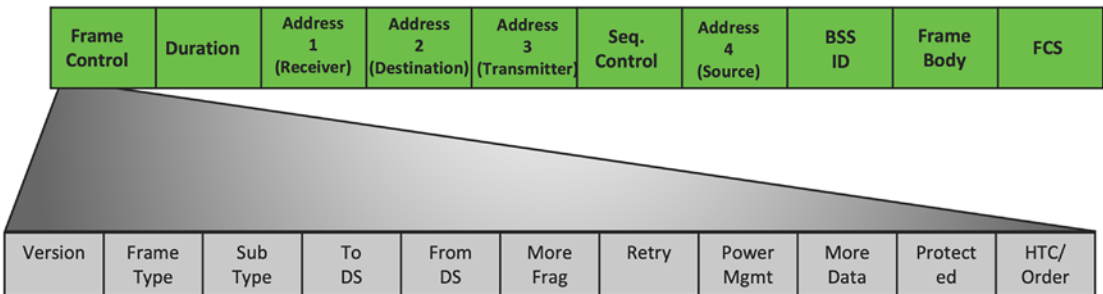 Frame
Control
Duration
Address
1
(Receiver)
Address
2
(Destination)
Address
3
(Transmitter)
Seq.
Control
Address
4
(Source)
BSS
ID
Frame
Body
FCS
Version
Frame
Type
Sub
Type
To
DS
From
DS
More
Frag
Retry
Power
Mgmt
More
Data
Protect
ed
HTC/
Order